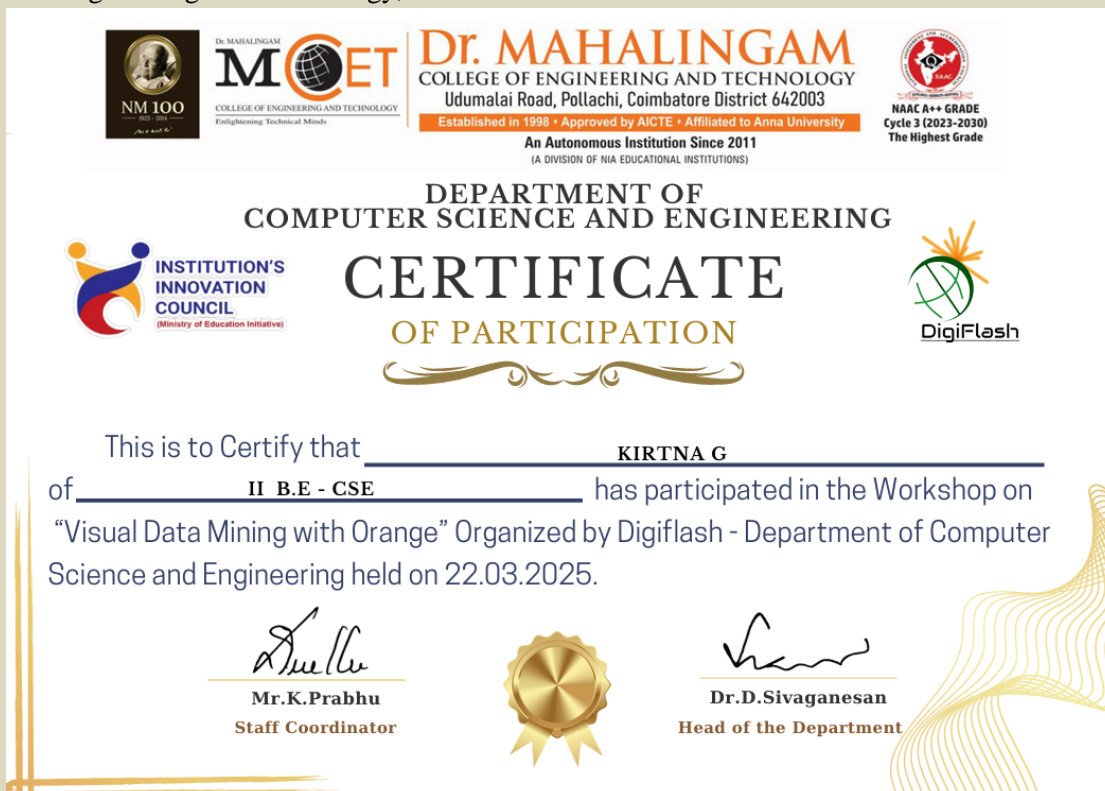 NM 100
1923 - 2014
Dr. MAHALINGAM
MCET
COLLEGE OF ENGINEERING AND TECHNOLOGY
Enlightening Technical Minds
Dr. MAHALINGAM
COLLEGE OF ENGINEERING AND TECHNOLOGY
Udumalai Road, Pollachi, Coimbatore District 642003
Established in 1998 • Approved by AICTE • Affiliated to Anna University
An Autonomous Institution Since 2011
(A DIVISION OF NIA EDUCATIONAL INSTITUTIONS)
NAAC
NAAC A++ GRADE
Cycle 3 (2023-2030)
The Highest Grade
DEPARTMENT OF
COMPUTER SCIENCE AND ENGINEERING
INSTITUTION'S
INNOVATION
COUNCIL
(Ministry of Education Initiative)
CERTIFICATE
OF PARTICIPATION
DigiFlash
This is to Certify that KIRTNA G
of II B.E - CSE has participated in the Workshop on
“Visual Data Mining with Orange” Organized by Digiflash - Department of Computer
Science and Engineering held on 22.03.2025.
Mr.K.Prabhu
Staff Coordinator
Dr.D.Sivaganesan
Head of the Department